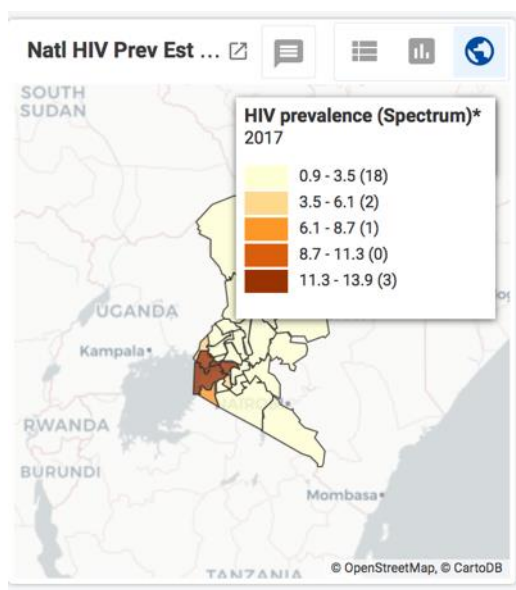 Natl HIV Prev Est ...
SOUTH
SUDAN
HIV prevalence (Spectrum)*
2017
0.9 - 3.5 (18)
3.5 - 6.1 (2)
6.1 - 8.7 (1)
8.7 - 11.3 (0)
11.3 - 13.9 (3)
UGANDA
Kampala
NAIROBI
RWANDA
BURUNDI
Mombasa
TANZANIA
© OpenStreetMap, © CartoDB